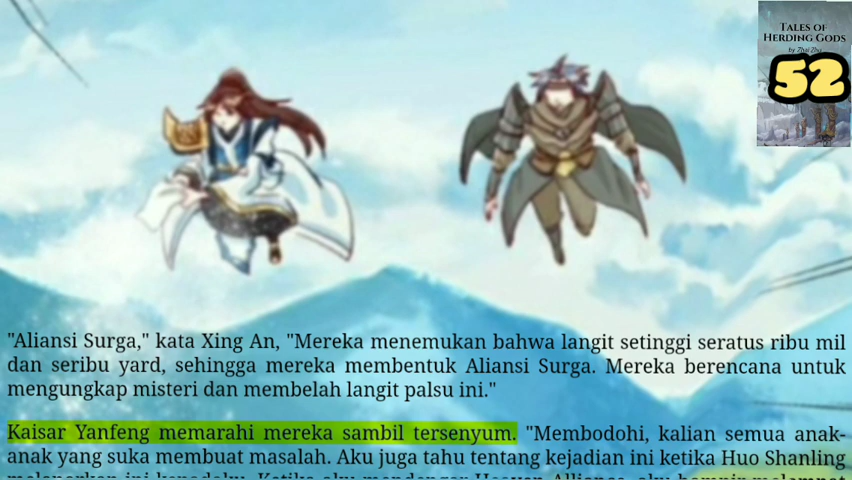 TALES OF
HERDING GODS
by Zhai Zhu
52
"Aliansi Surga," kata Xing An, "Mereka menemukan bahwa langit setinggi seratus ribu mil
dan seribu yard, sehingga mereka membentuk Aliansi Surga. Mereka berencana untuk
mengungkap misteri dan membelah langit palsu ini."
Kaisar Yanfeng memarahi mereka sambil tersenyum. "Membodohi, kalian semua anak-
anak yang suka membuat masalah. Aku juga tahu tentang kejadian ini ketika Huo Shanling